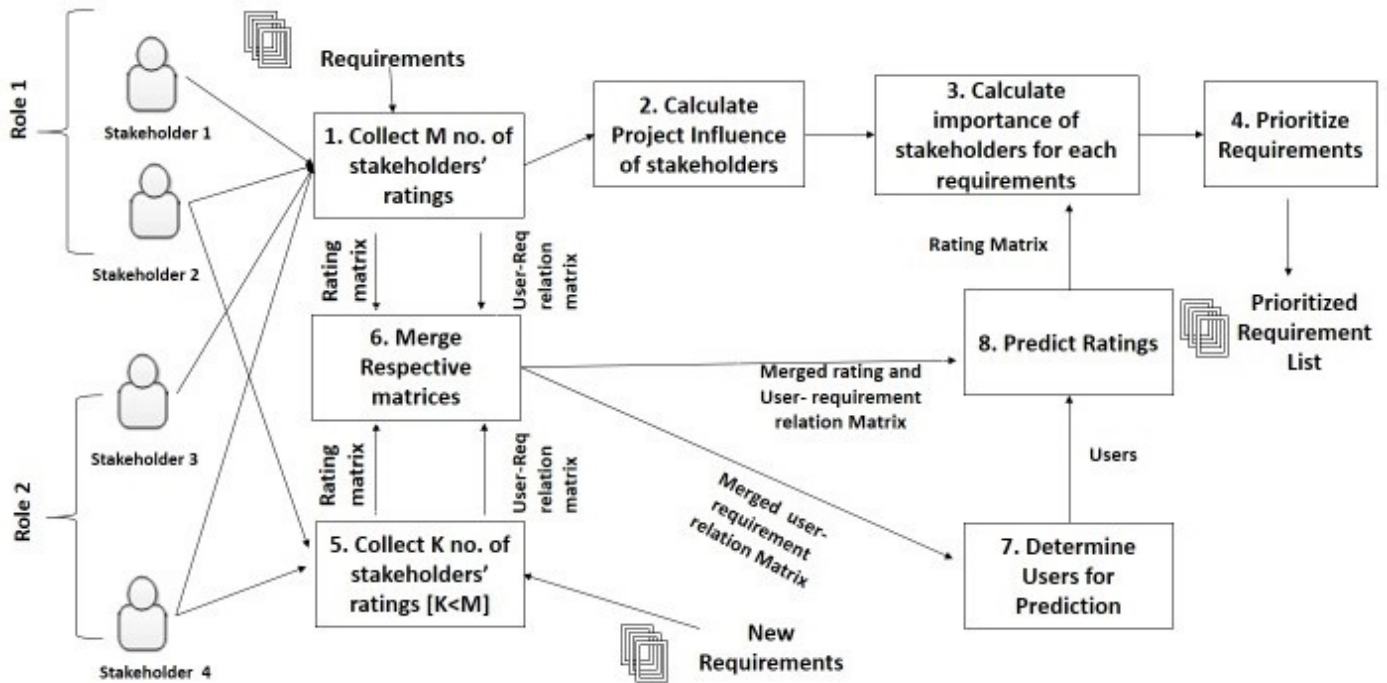 Role 1
Stakeholder 1
Stakeholder 2
Role 2
Stakeholder 3
Stakeholder 4
Requirements
1. Collect M no. of
stakeholders’
ratings
2. Calculate
Project Influence
of stakeholders
3. Calculate
importance of
stakeholders for each
requirements
4. Prioritize
Requirements
Rating
matrix
User-Req
relation
matrix
Rating Matrix
Prioritized
Requirement
List
6. Merge
Respective
matrices
8. Predict Ratings
Merged rating and
User- requirement
relation Matrix
Rating
matrix
User-Req
relation
matrix
Users
Merged user-
requirement
relation Matrix
5. Collect K no. of
stakeholders’
ratings [K<M]
7. Determine
Users for
Prediction
New
Requirements